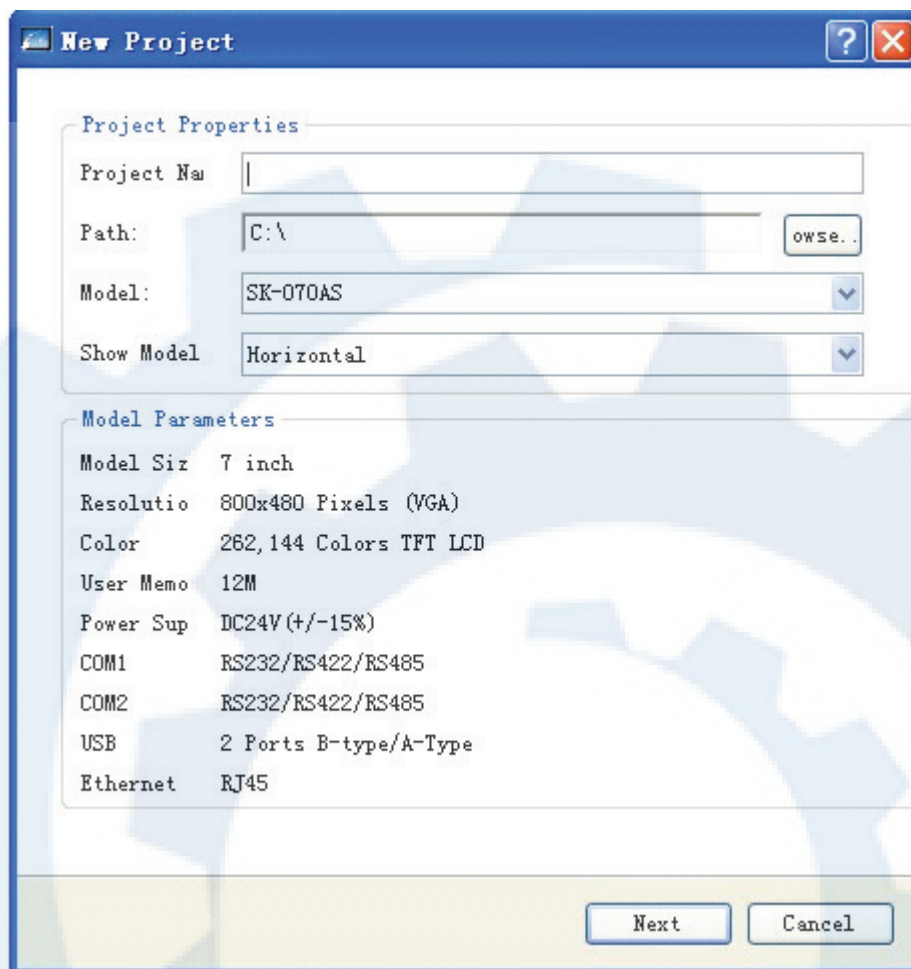 New Project
Project Properties
Project Na
Path: C:\ owse..
Model: SK-070AS
Show Model Horizontal
Model Parameters
Model Siz 7 inch
Resolutio 800x480 Pixels (VGA)
Color 262,144 Colors TFT LCD
User Memo 12M
Power Sup DC24V(+/-15%)
COM1 RS232/RS422/RS485
COM2 RS232/RS422/RS485
USB 2 Ports B-type/A-Type
Ethernet RJ45
Next Cancel